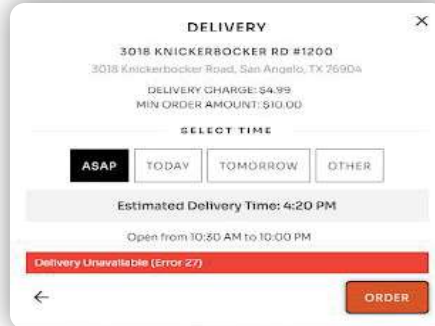 DELIVERY
3018 KNICKERBOCKER RD #1200
3018 Knickerbocker Road, San Angelo, TX 76904
DELIVERY CHARGE: $4.99
MIN ORDER AMOUNT: $10.00
SELECT TIME
ASAP TODAY TOMORROW OTHER
Estimated Delivery Time: 4:20 PM
Open from 10:30 AM to 10:00 PM
Delivery Unavailable (Error 27)
ORDER